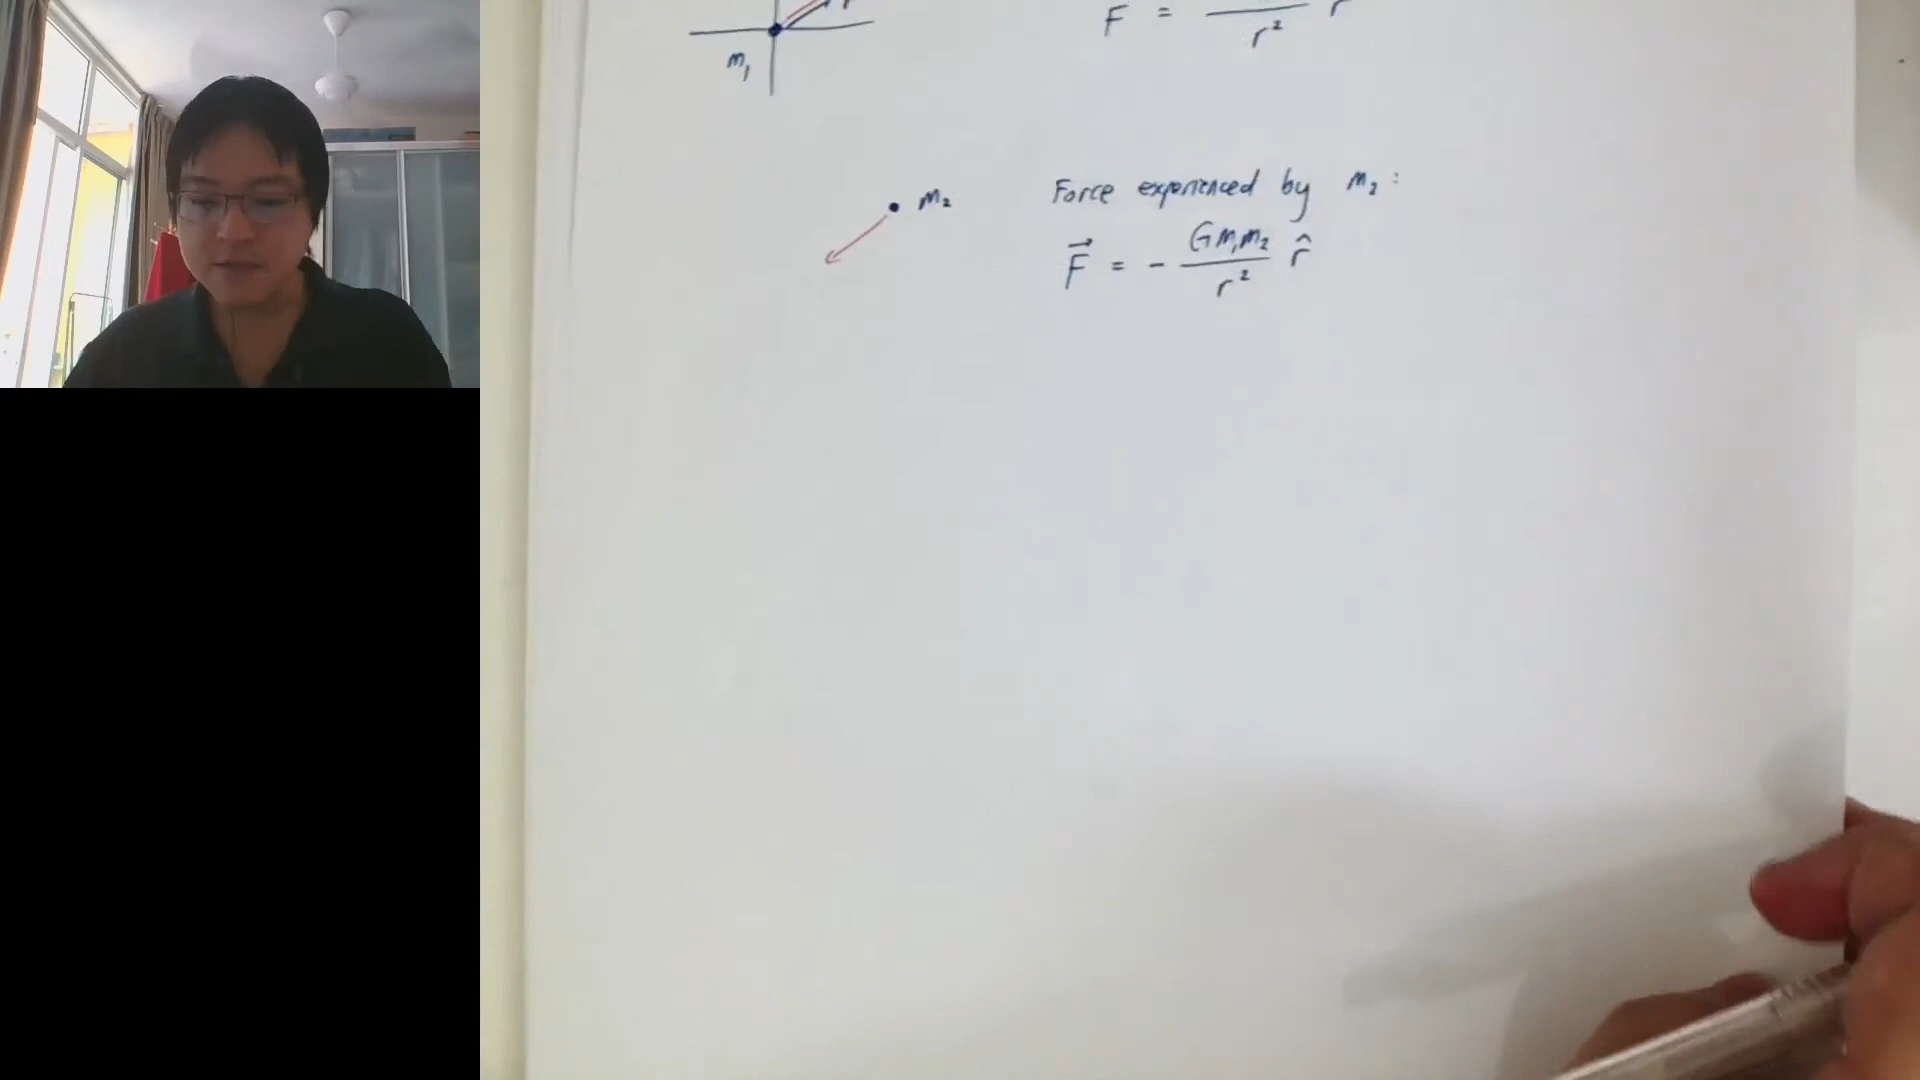 r
m₁
F = r² r
m₂
Force experienced by m₂ :
F⃗ = - Gm₁m₂ / r² r̂